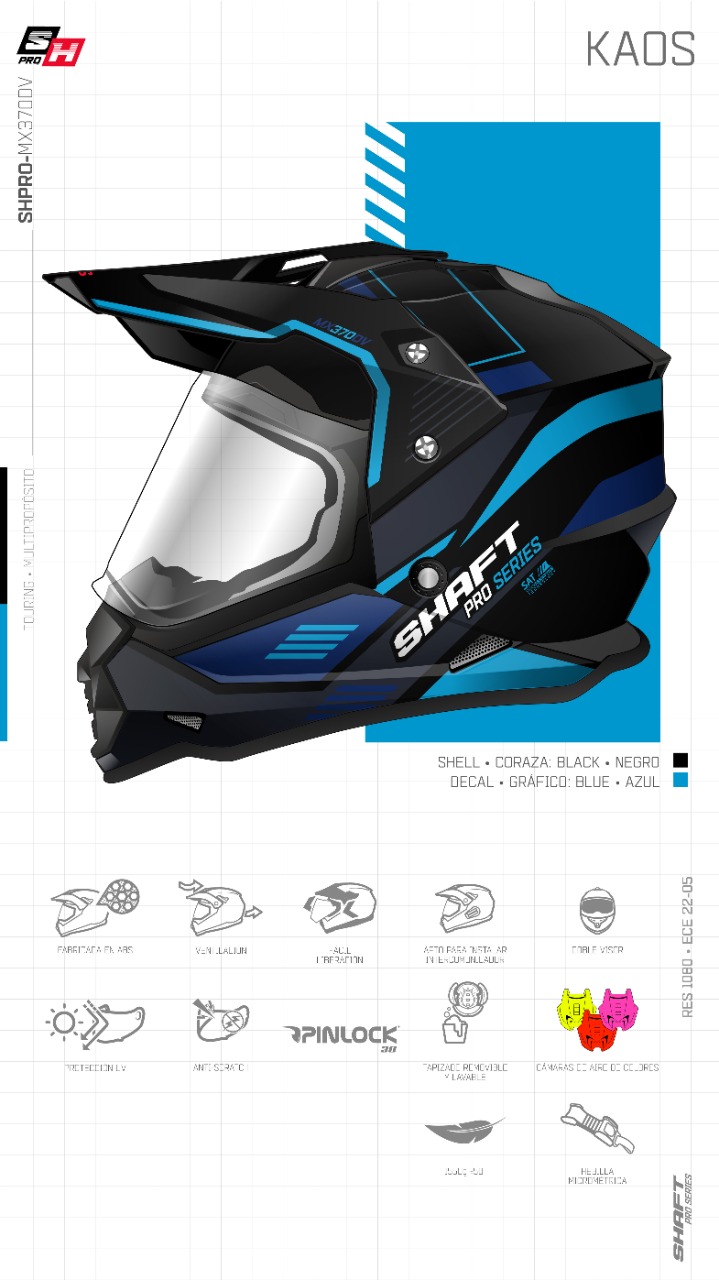 SH
PRO
KAOS
SHPRO-MX370DV
TOURING • MULTIPROPÓSITO
MX370DV
SHAFT
PRO SERIES
SHELL • CORAZA: BLACK • NEGRO
DECAL • GRÁFICO: BLUE • AZUL
RES 1080 • ECE 22-05
FABRICADA EN ABS
VENTILACIÓN
FÁCIL
LIBERACIÓN
APTO PARA INSTALAR
INTERCOMUNICADOR
DOBLE VISOR
PROTECCIÓN UV
ANTI SCRATCH
PINLOCK
TAPIZADO REMOVIBLE
Y LAVABLE
CÁMARAS DE AIRE DE COLORES
HEBILLA
MICROMÉTRICA
SHAFT
PRO SERIES